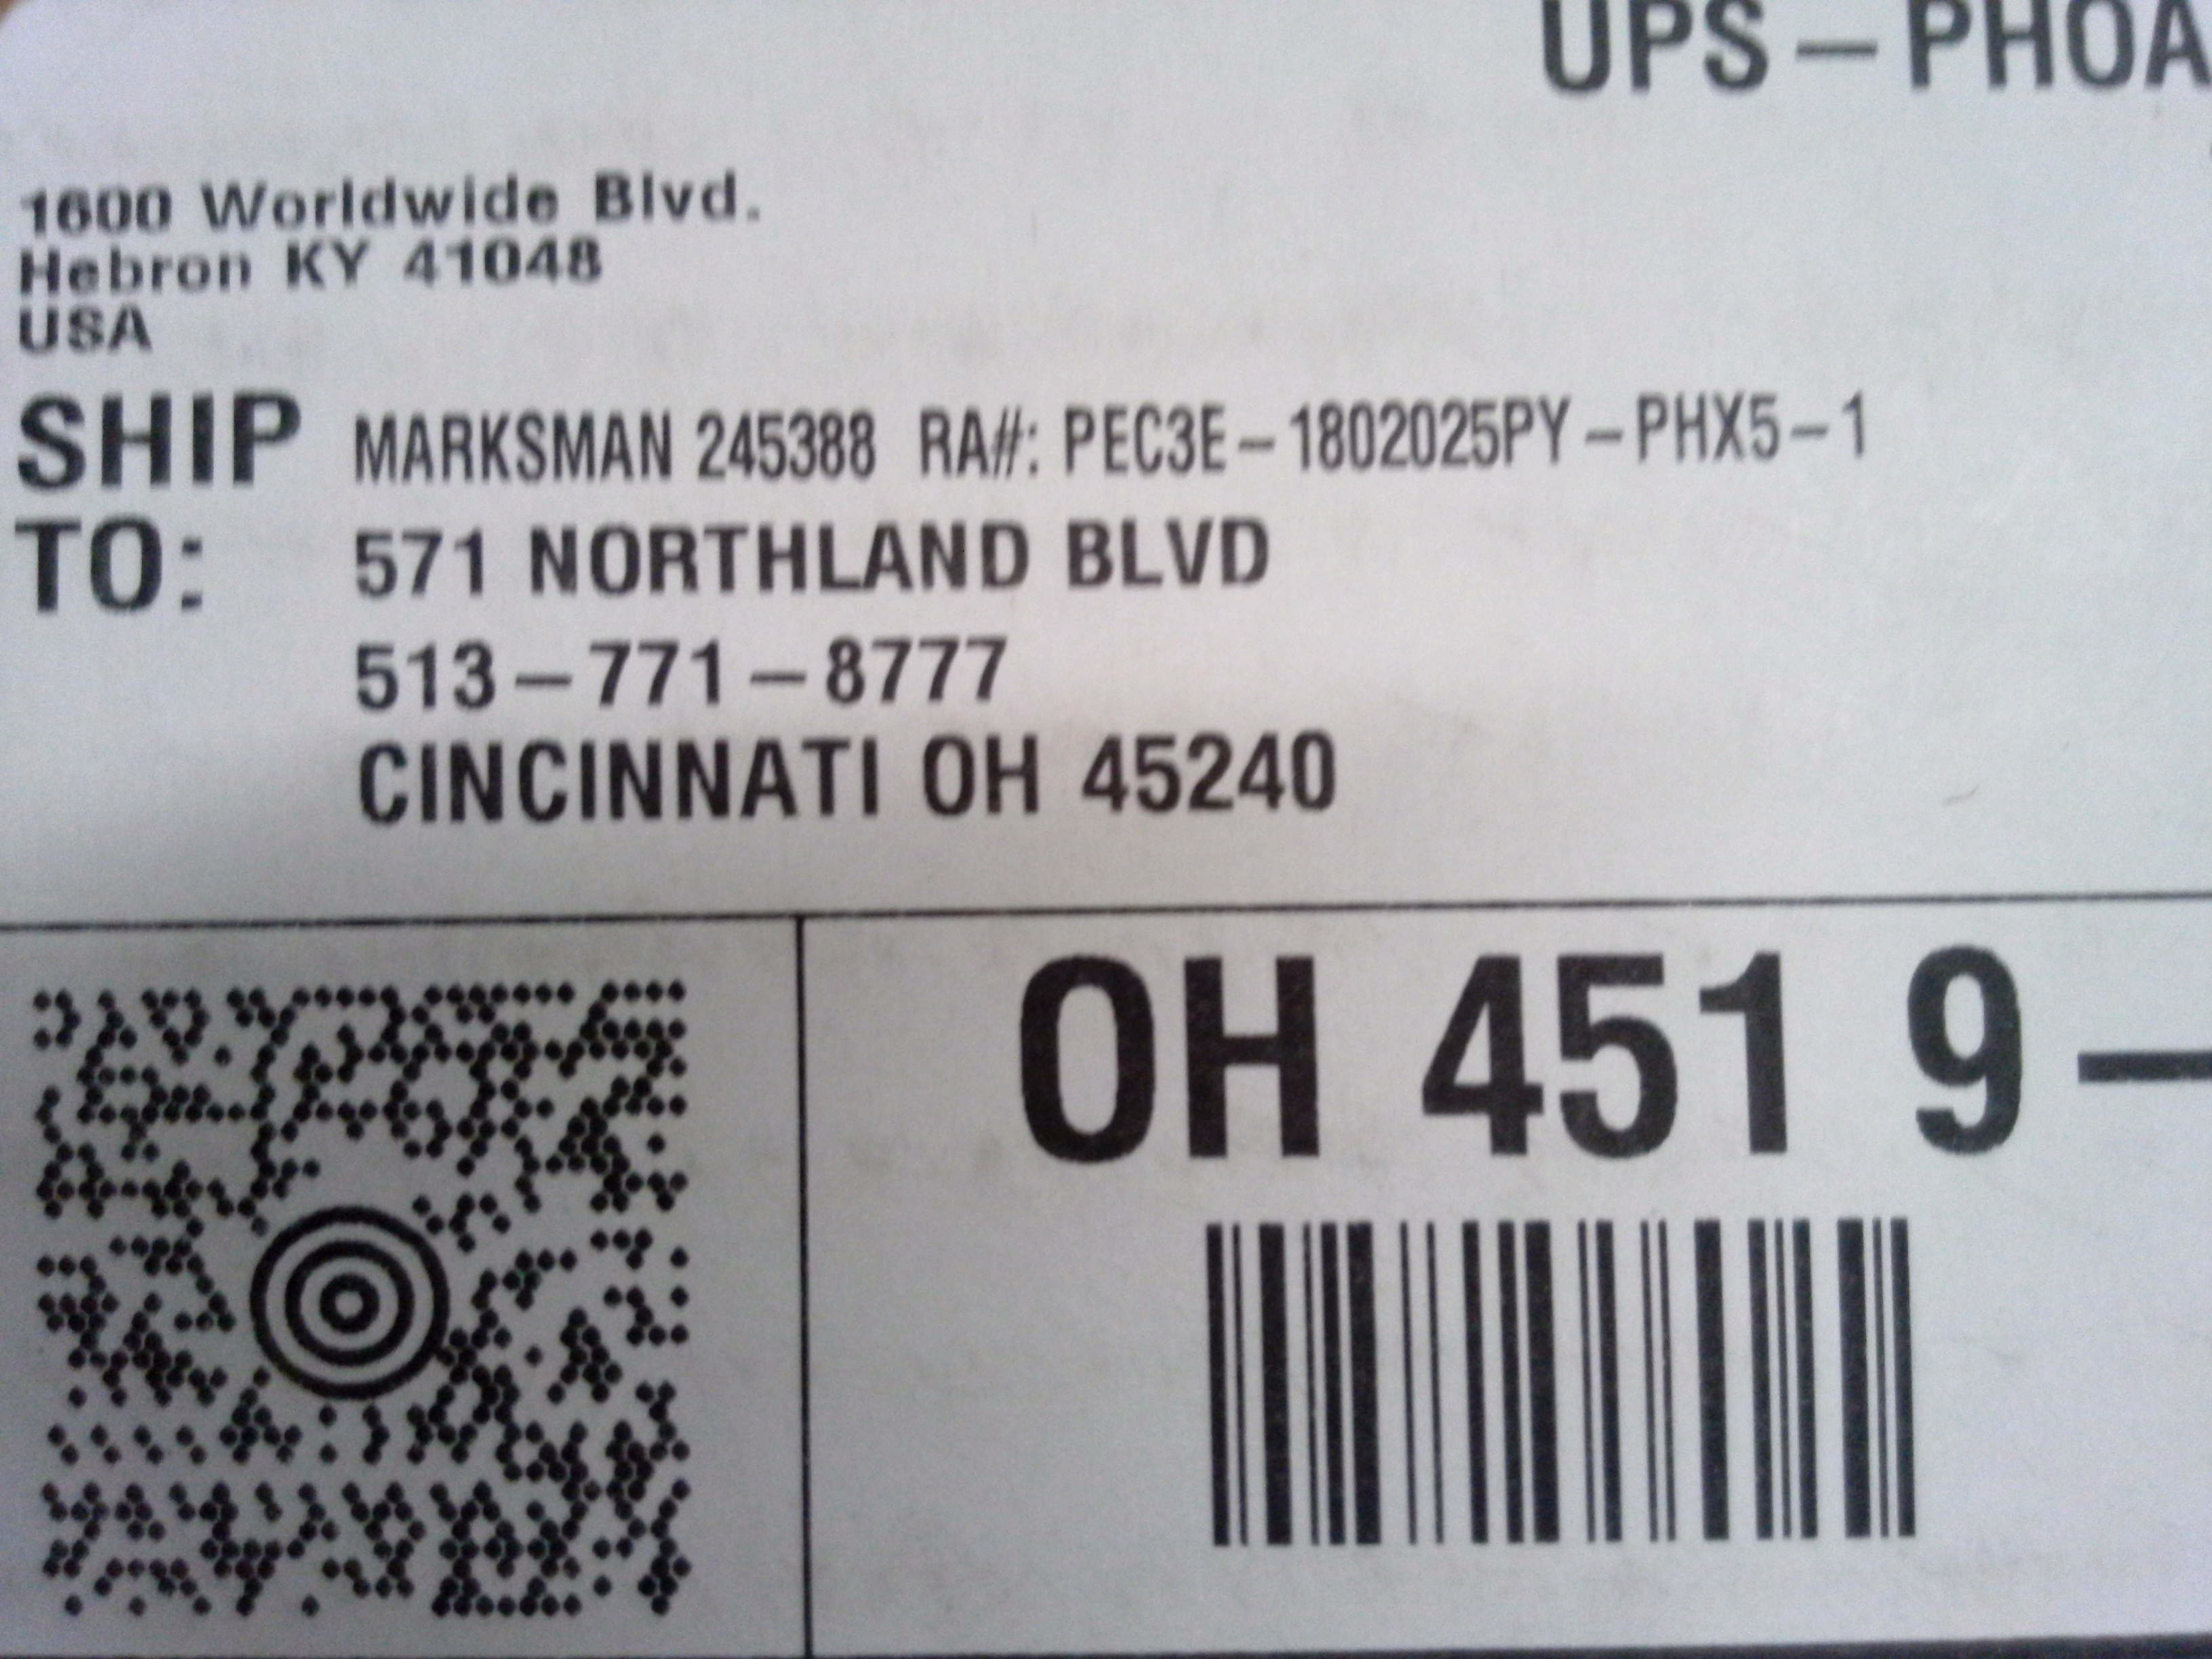 UPS-PHOA
1600 Worldwide Blvd.
Hebron KY 41048
USA
SHIP TO:
MARKSMAN 245388 RA#: PEC3E-1802025PY-PHX5-1
571 NORTHLAND BLVD
513-771-8777
CINCINNATI OH 45240
OH 451 9-